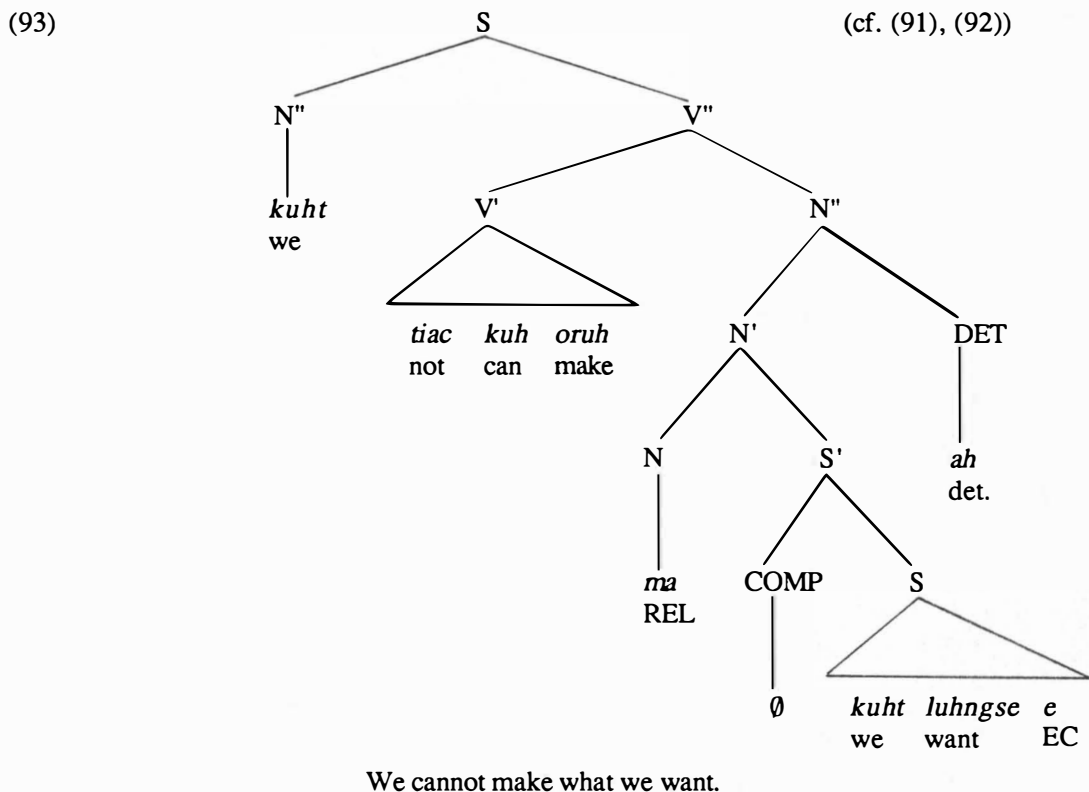 (93) S (cf. (91), (92))
N" V"
kuht V' N"
we
tiac kuh oruh N' DET
not can make
N S' ah
det.
ma COMP S
REL
Ø kuht luhngse e
we want EC
We cannot make what we want.